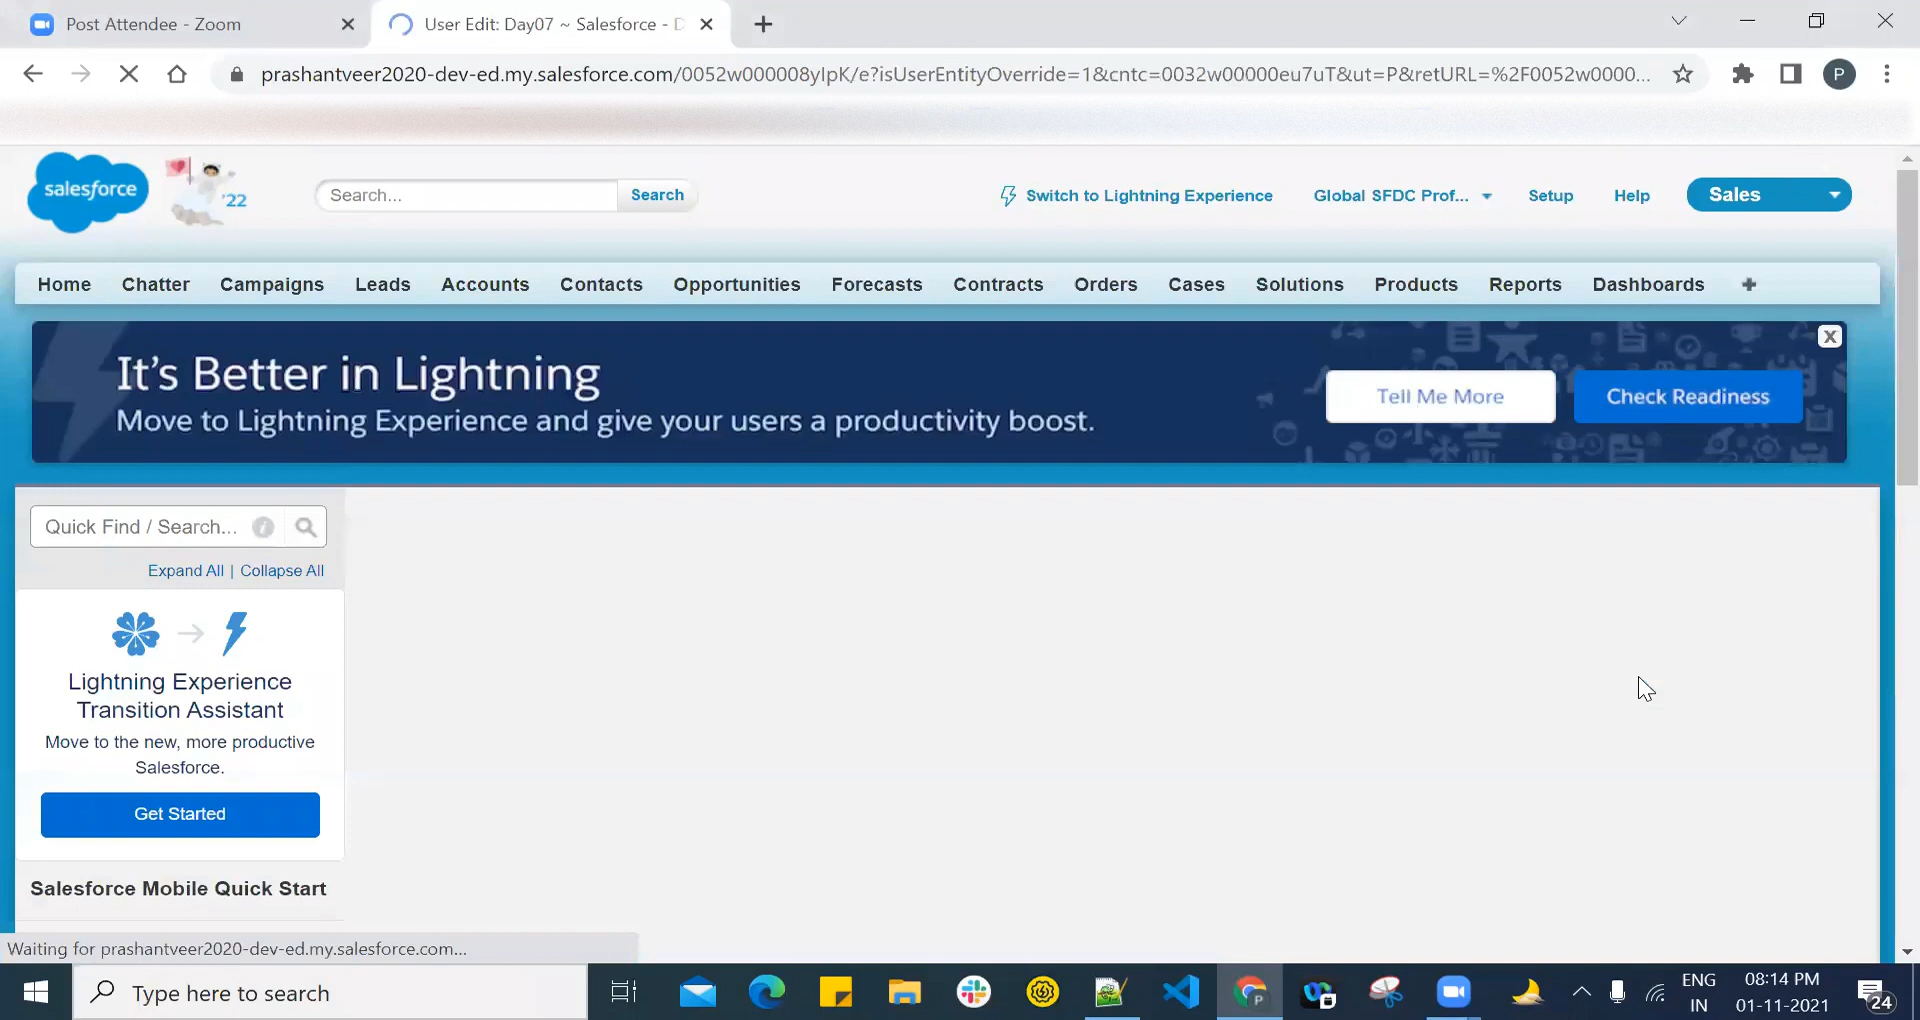 Post Attendee - Zoom
User Edit: Day07 ~ Salesforce - D
prashantveer2020-dev-ed.my.salesforce.com/0052w000008yIpK/e?isUserEntityOverride=1&cntc=0032w00000eu7uT&ut=P&retURL=%2F0052w0000...
P
salesforce
'22
Search...
Search
Switch to Lightning Experience
Global SFDC Prof...
Setup
Help
Sales
Home Chatter Campaigns Leads Accounts Contacts Opportunities Forecasts Contracts Orders Cases Solutions Products Reports Dashboards +
It's Better in Lightning
Move to Lightning Experience and give your users a productivity boost.
Tell Me More
Check Readiness
X
Quick Find / Search...
Expand All | Collapse All
Lightning Experience
Transition Assistant
Move to the new, more productive
Salesforce.
Get Started
Salesforce Mobile Quick Start
Waiting for prashantveer2020-dev-ed.my.salesforce.com...
Type here to search
P
ENG
IN
08:14 PM
01-11-2021
24